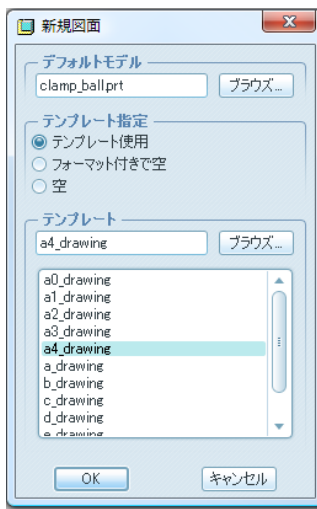 新規図面
デフォルトモデル
clamp_ball.prt
ブラウズ...
テンプレート指定
テンプレート使用
フォーマット付きで空
空
テンプレート
a4_drawing
ブラウズ...
a0_drawing
a1_drawing
a2_drawing
a3_drawing
a4_drawing
a_drawing
b_drawing
c_drawing
d_drawing
e_drawing
OK
キャンセル